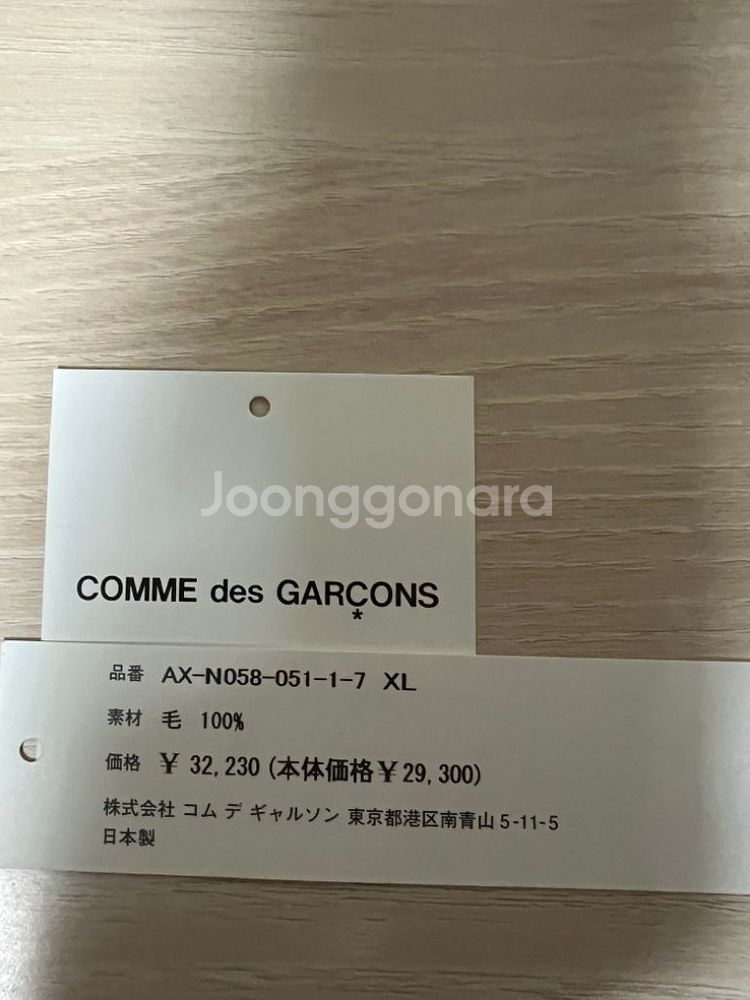 Joonggonara
COMME des GARÇONS
*
品番 AX-N058-051-1-7 XL
素材 毛 100%
価格 ¥ 32,230 (本体価格¥29,300)
株式会社 コム デ ギャルソン 東京都港区南青山5-11-5
日本製